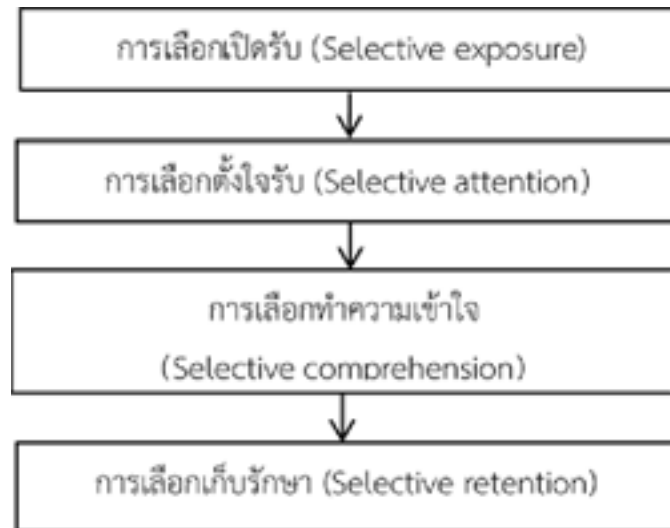 การเลือกเปิดรับ (Selective exposure)
การเลือกตั้งใจรับ (Selective attention)
การเลือกทำความเข้าใจ
(Selective comprehension)
การเลือกเก็บรักษา (Selective retention)